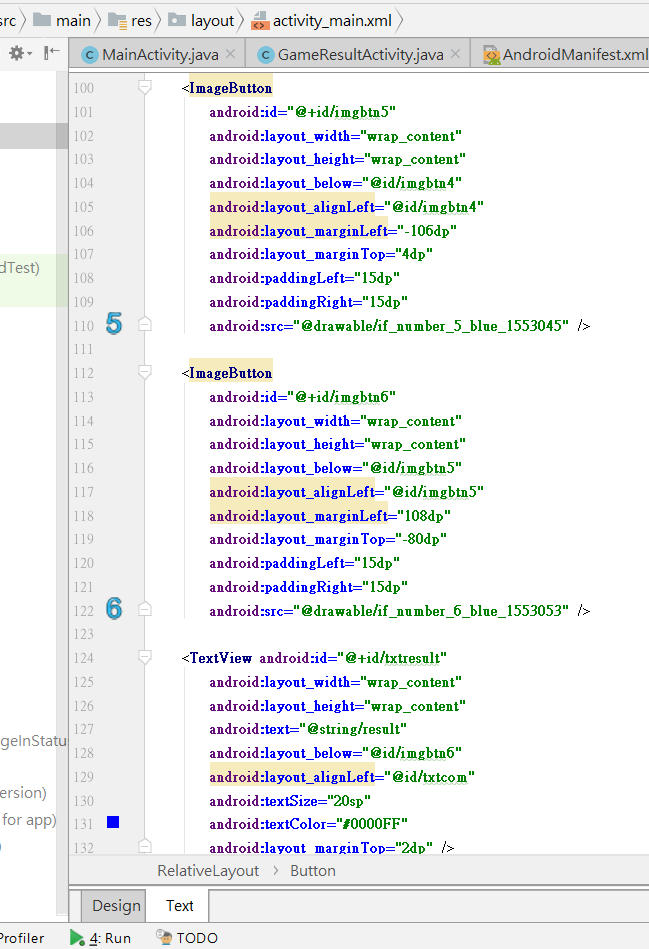 src main res layout activity_main.xml
MainActivity.java GameResultActivity.java AndroidManifest.xml
100 <ImageButton
101 android:id="@+id/imgbtn5"
102 android:layout_width="wrap_content"
103 android:layout_height="wrap_content"
104 android:layout_below="@id/imgbtn4"
105 android:layout_alignLeft="@id/imgbtn4"
106 android:layout_marginLeft="-106dp"
107 android:layout_marginTop="4dp"
108 android:paddingLeft="15dp"
dTest)
109 android:paddingRight="15dp"
110 5 android:src="@drawable/if_number_5_blue_1553045" />
111
112 <ImageButton
113 android:id="@+id/imgbtn6"
114 android:layout_width="wrap_content"
115 android:layout_height="wrap_content"
116 android:layout_below="@id/imgbtn5"
117 android:layout_alignLeft="@id/imgbtn5"
118 android:layout_marginLeft="108dp"
119 android:layout_marginTop="-80dp"
120 android:paddingLeft="15dp"
121 android:paddingRight="15dp"
122 6 android:src="@drawable/if_number_6_blue_1553053" />
123
124 <TextView android:id="@+id/txtresult"
125 android:layout_width="wrap_content"
126 android:layout_height="wrap_content"
127 android:text="@string/result"
geInStatu
128 android:layout_below="@id/imgbtn6"
129 android:layout_alignLeft="@id/txtcom"
ersion)
130 android:textSize="20sp"
for app)
131 android:textColor="#0000FF"
)
132 android:layout_marginTop="2dp" />
RelativeLayout Button
Design Text
Profiler 4: Run TODO